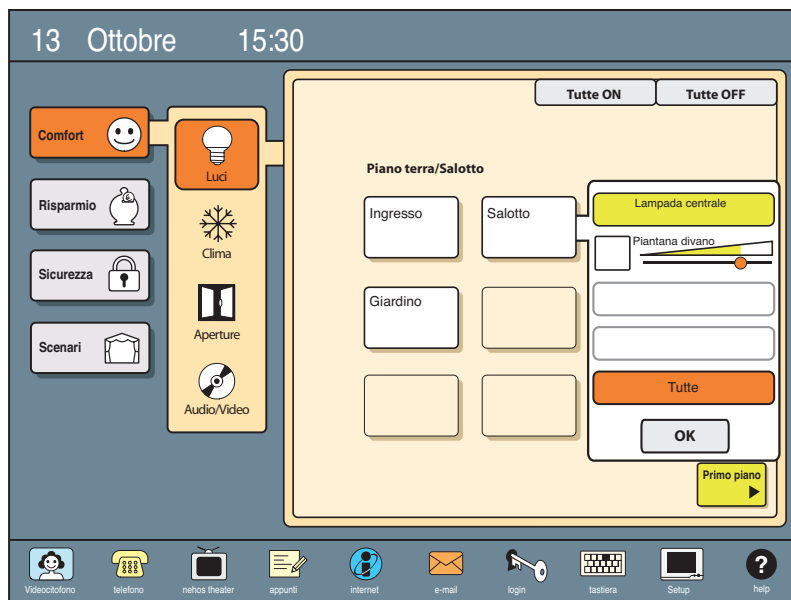 13 Ottobre 15:30
Tutte ON
Tutte OFF
Comfort
Risparmio
Sicurezza
Scenari
Luci
Clima
Aperture
Audio/Video
Piano terra/Salotto
Ingresso
Salotto
Giardino
Lampada centrale
Piantana divano
Tutte
OK
Primo piano
Videocitofono
telefono
nehos theater
appunti
internet
e-mail
login
tastiera
Setup
help